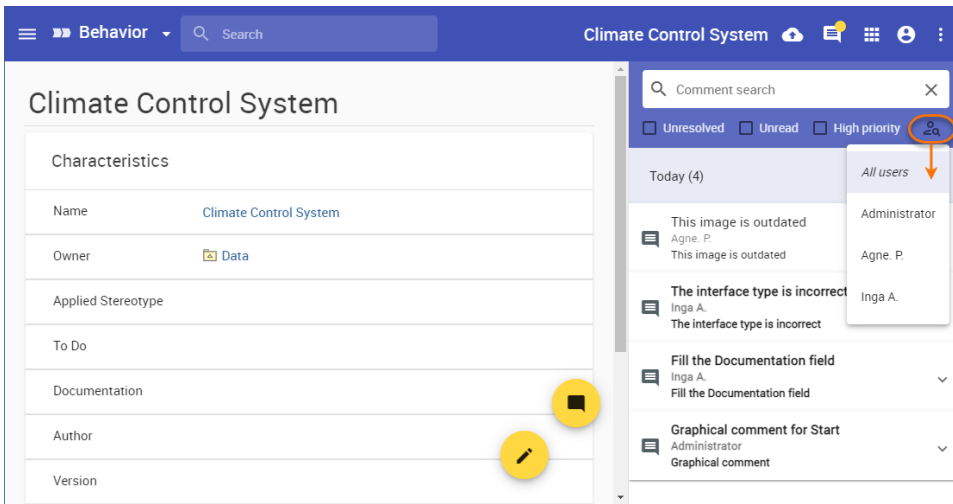 Behavior
Search
Climate Control System
Climate Control System
Characteristics
Name
Climate Control System
Owner
Data
Applied Stereotype
To Do
Documentation
Author
Version
Comment search
Unresolved
Unread
High priority
Today (4)
All users
Administrator
Agne. P.
Inga A.
This image is outdated
Agne. P.
This image is outdated
The interface type is incorrect
Inga A.
The interface type is incorrect
Fill the Documentation field
Inga A.
Fill the Documentation field
Graphical comment for Start
Administrator
Graphical comment